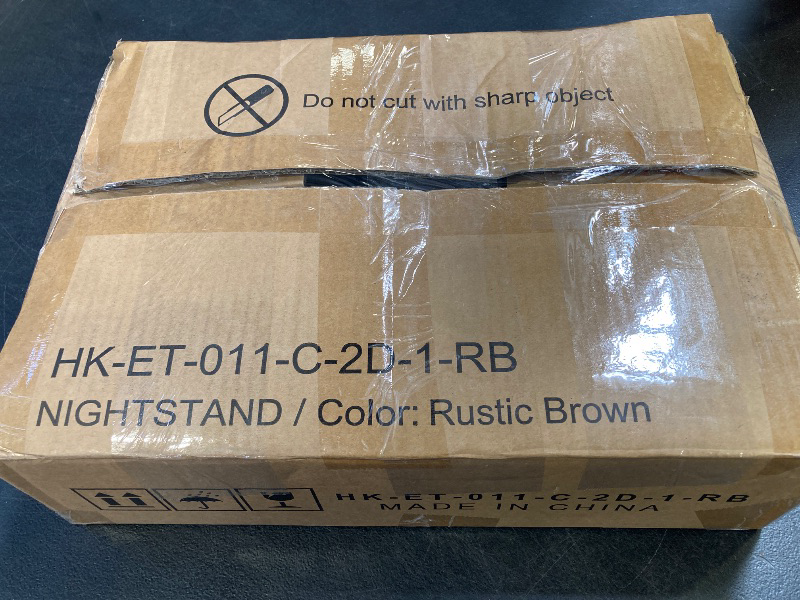 Do not cut with sharp object
HK-ET-011-C-2D-1-RB
NIGHTSTAND / Color: Rustic Brown
HK-ET-011-C-2D-1-RB
MADE IN CHINA